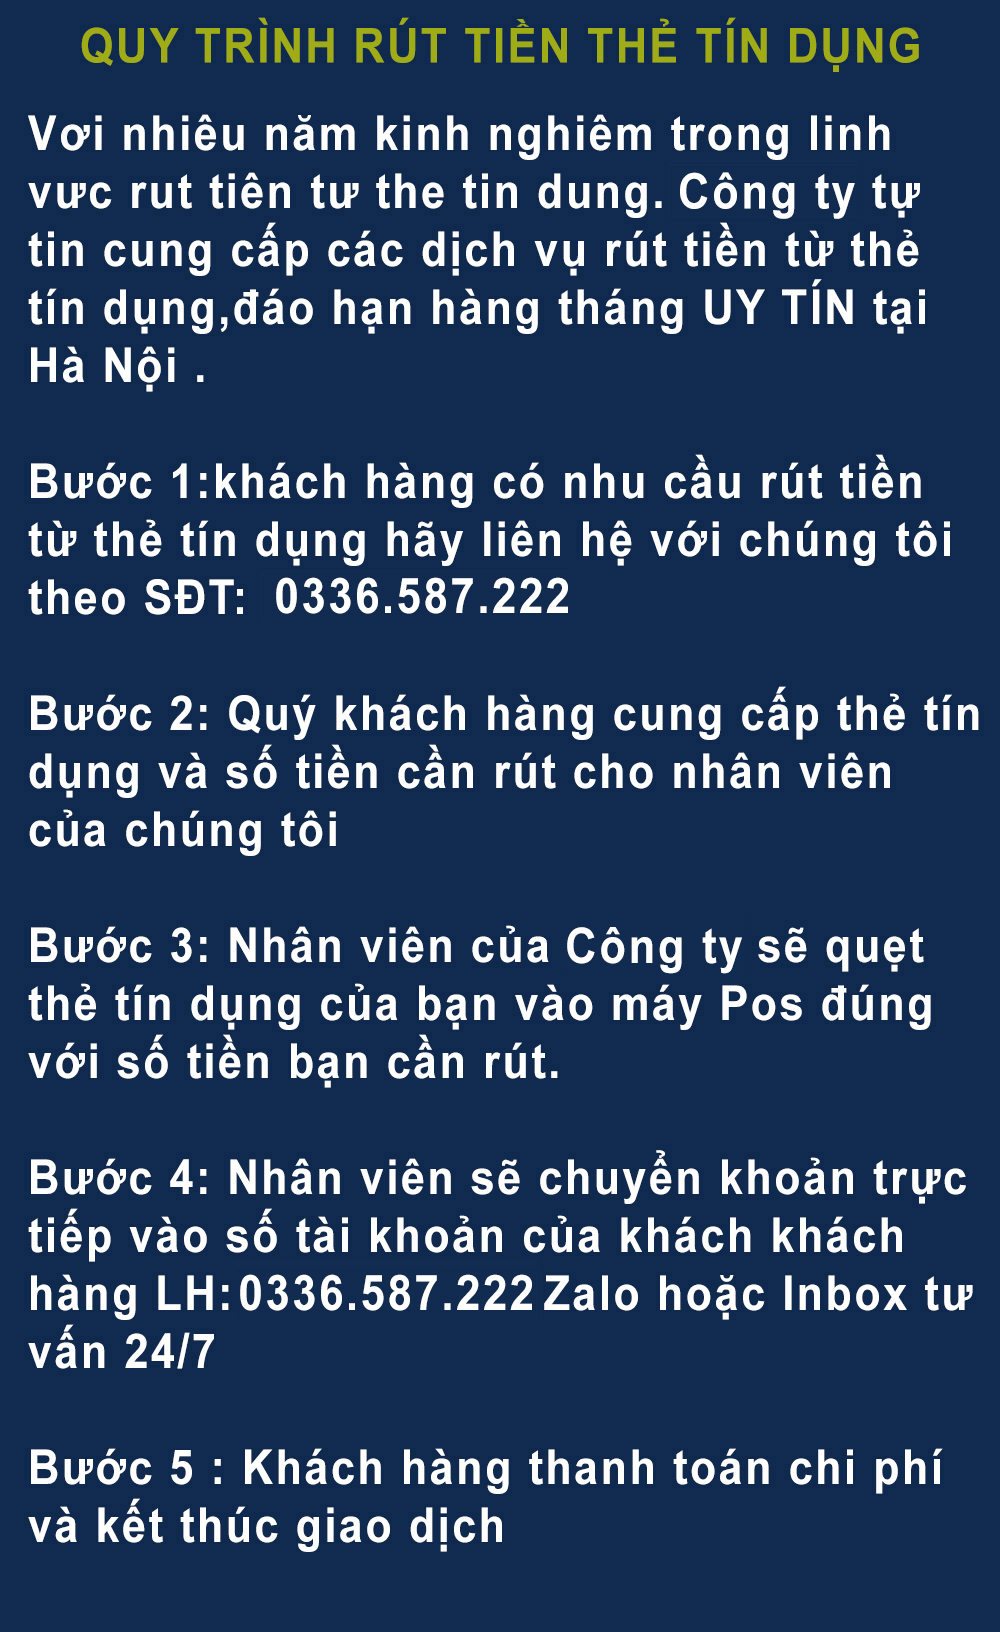 QUY TRÌNH RÚT TIỀN THẺ TÍN DỤNG
Vơi nhiêu năm kinh nghiêm trong linh
vưc rut tiên tư the tin dung. Công ty tự
tin cung cấp các dịch vụ rút tiền từ thẻ
tín dụng,đáo hạn hàng tháng UY TÍN tại
Hà Nội .
Bước 1:khách hàng có nhu cầu rút tiền
từ thẻ tín dụng hãy liên hệ với chúng tôi
theo SĐT: 0336.587.222
Bước 2: Quý khách hàng cung cấp thẻ tín
dụng và số tiền cần rút cho nhân viên
của chúng tôi
Bước 3: Nhân viên của Công ty sẽ quẹt
thẻ tín dụng của bạn vào máy Pos đúng
với số tiền bạn cần rút.
Bước 4: Nhân viên sẽ chuyển khoản trực
tiếp vào số tài khoản của khách khách
hàng LH:0336.587.222 Zalo hoặc Inbox tư
vấn 24/7
Bước 5 : Khách hàng thanh toán chi phí
và kết thúc giao dịch